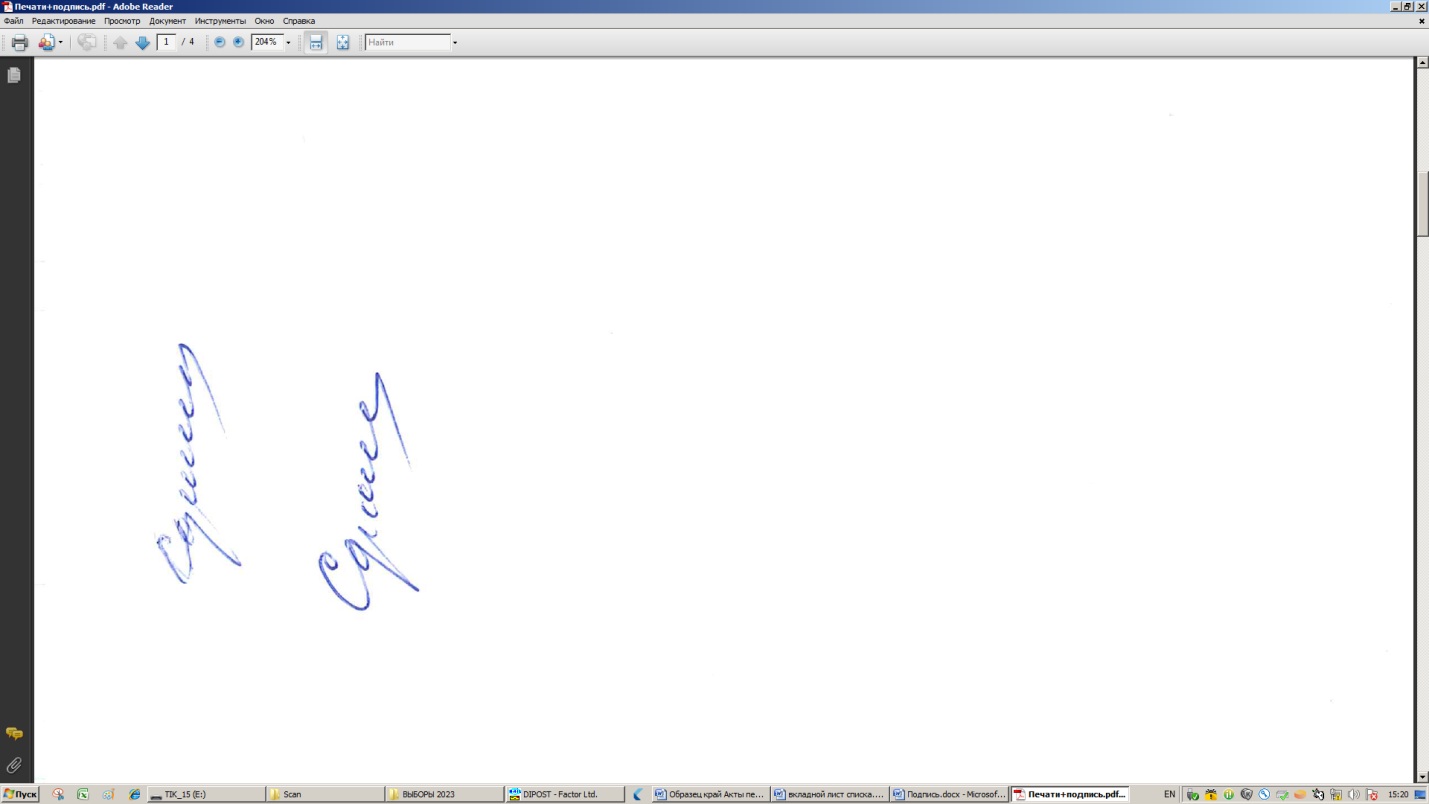 Печати+подпись.pdf - Adobe Reader
Файл Редактирование Просмотр Документ Инструменты Окно Справка
1 / 4 204% Найти
Пуск TIK_15 (E:) Scan ВЫБОРЫ 2023 DIPOST - Factor Ltd. Образец край Акты пе... вкладной лист списка.... Подпись.docx - Microsof... Печати+подпись.pdf... EN 15:20